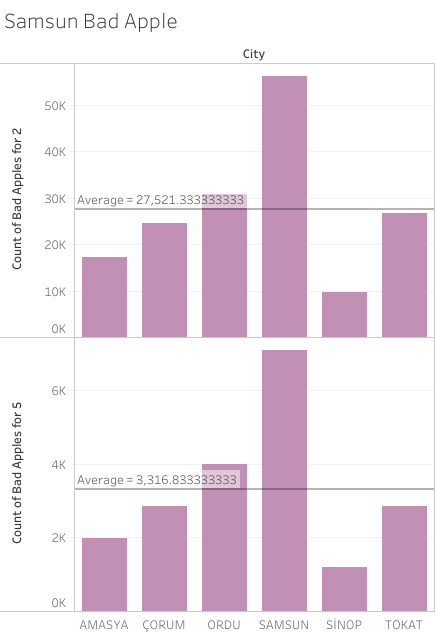 Samsun Bad Apple
City
Count of Bad Apples for 2
50K
40K
30K
Average = 27,521.333333333
20K
10K
0K
Count of Bad Apples for 5
6K
4K
Average = 3,316.833333333
2K
0K
AMASYA ÇORUM ORDU SAMSUN SİNOP TOKAT